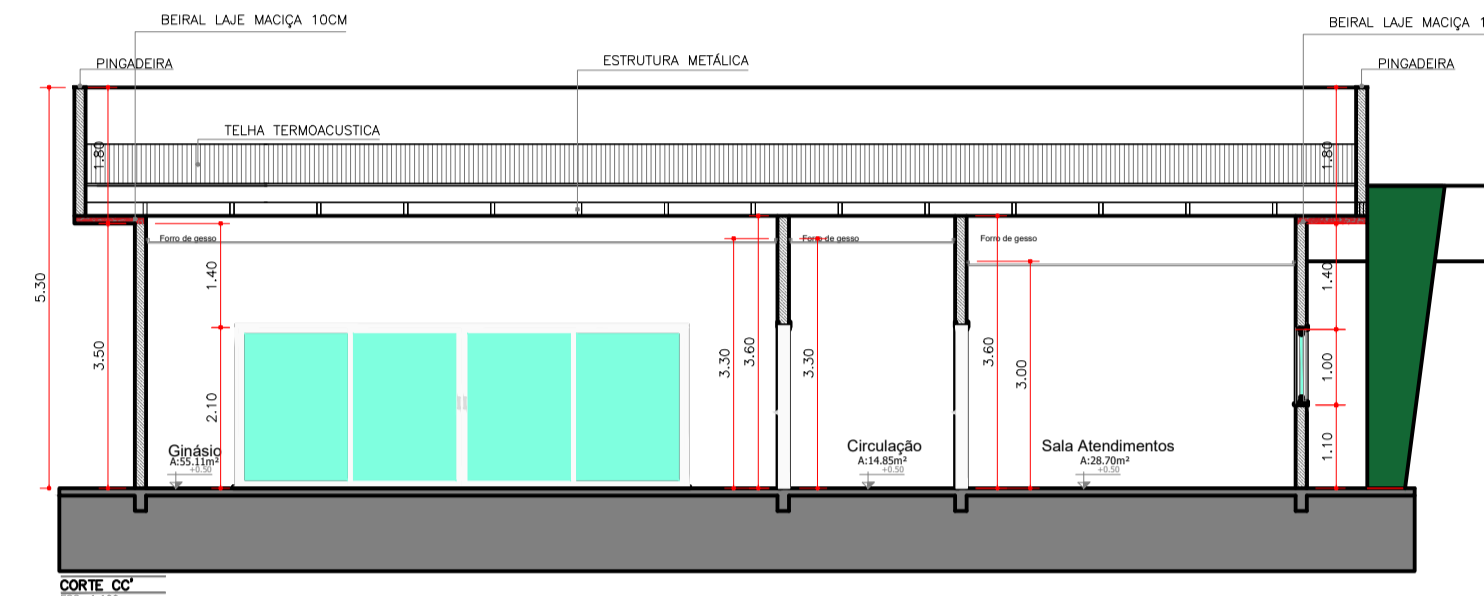 BEIRAL LAJE MACIÇA 10CM
BEIRAL LAJE MACIÇA 1
PINGADEIRA
ESTRUTURA METÁLICA
PINGADEIRA
TELHA TERMOACUSTICA
1.80
1.80
Forro de gesso
Forro de gesso
Forro de gesso
5.30
1.40
1.40
3.50
3.30
3.60
3.30
3.60
3.00
1.00
2.10
1.10
Ginásio
A:55.11m²
+0.50
Circulação
A:14.85m²
+0.50
Sala Atendimentos
A:28.70m²
+0.50
CORTE CC'